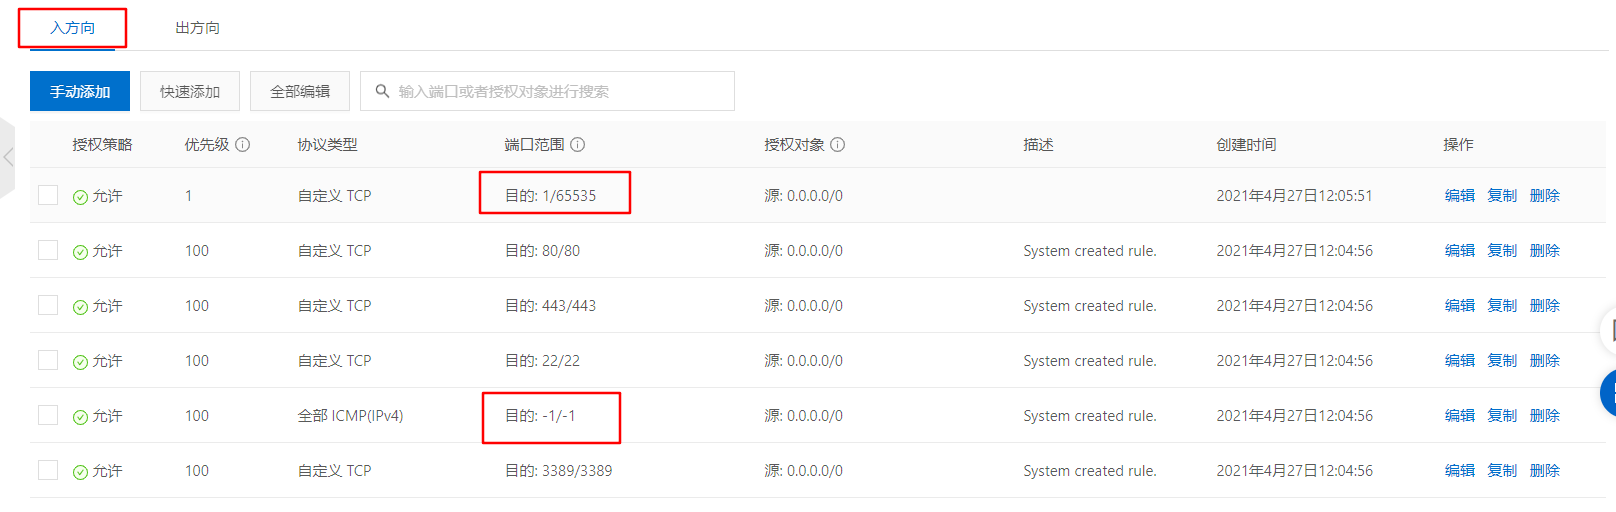 入方向 出方向
手动添加 快速添加 全部编辑 输入端口或者授权对象进行搜索
授权策略 优先级 协议类型 端口范围 授权对象 描述 创建时间 操作
允许 1 自定义 TCP 目的: 1/65535 源: 0.0.0.0/0 2021年4月27日12:05:51 编辑 复制 删除
允许 100 自定义 TCP 目的: 80/80 源: 0.0.0.0/0 System created rule. 2021年4月27日12:04:56 编辑 复制 删除
允许 100 自定义 TCP 目的: 443/443 源: 0.0.0.0/0 System created rule. 2021年4月27日12:04:56 编辑 复制 删除
允许 100 自定义 TCP 目的: 22/22 源: 0.0.0.0/0 System created rule. 2021年4月27日12:04:56 编辑 复制 删除
允许 100 全部 ICMP(IPv4) 目的: -1/-1 源: 0.0.0.0/0 System created rule. 2021年4月27日12:04:56 编辑 复制 删除
允许 100 自定义 TCP 目的: 3389/3389 源: 0.0.0.0/0 System created rule. 2021年4月27日12:04:56 编辑 复制 删除